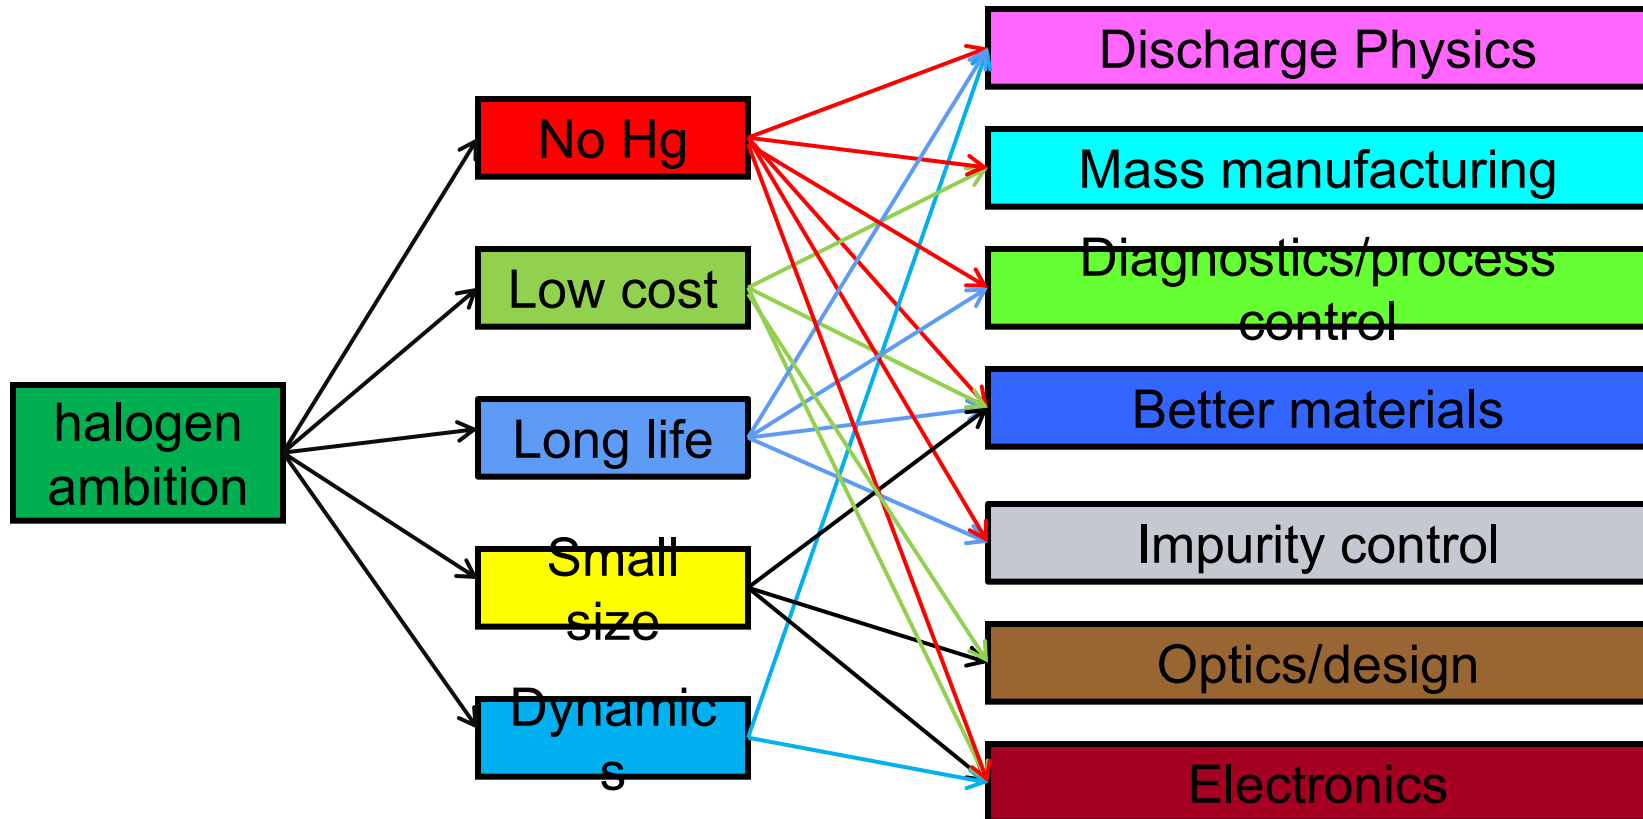 halogen
ambition
No Hg
Low cost
Long life
Small
size
Dynamic
s
Discharge Physics
Mass manufacturing
Diagnostics/process
control
Better materials
Impurity control
Optics/design
Electronics